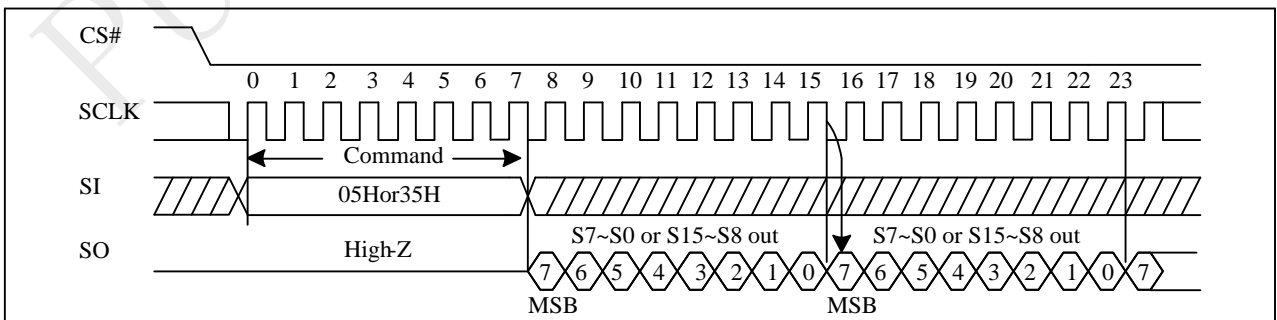 CS#
0 1 2 3 4 5 6 7 8 9 10 11 12 13 14 15 16 17 18 19 20 21 22 23
SCLK
Command
SI
05Hor35H
S7~S0 or S15~S8 out S7~S0 or S15~S8 out
SO
High-Z
7 6 5 4 3 2 1 0 7 6 5 4 3 2 1 0 7
MSB MSB